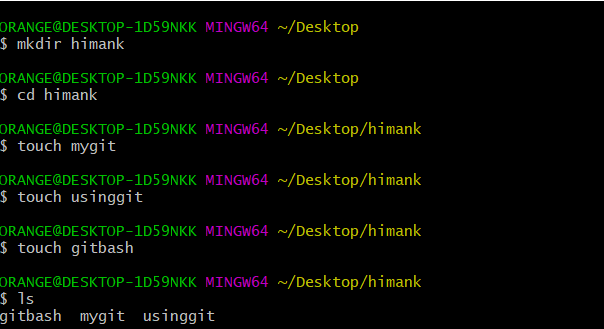 ORANGE@DESKTOP-1D59NKK MINGW64 ~/Desktop
$ mkdir himank
ORANGE@DESKTOP-1D59NKK MINGW64 ~/Desktop
$ cd himank
ORANGE@DESKTOP-1D59NKK MINGW64 ~/Desktop/himank
$ touch mygit
ORANGE@DESKTOP-1D59NKK MINGW64 ~/Desktop/himank
$ touch usinggit
ORANGE@DESKTOP-1D59NKK MINGW64 ~/Desktop/himank
$ touch gitbash
ORANGE@DESKTOP-1D59NKK MINGW64 ~/Desktop/himank
$ ls
gitbash  mygit  usinggit